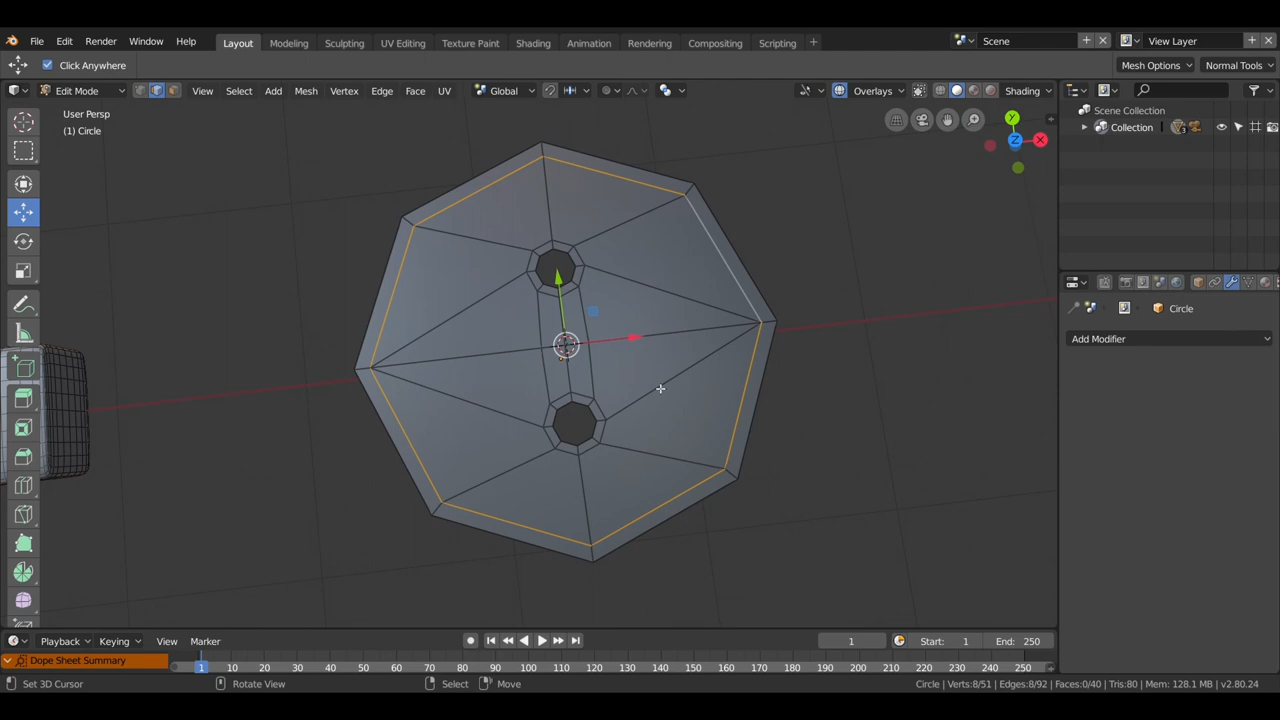 File Edit Render Window Help Layout Modeling Sculpting UV Editing Texture Paint Shading Animation Rendering Compositing Scripting + Scene View Layer
Click Anywhere Mesh Options Normal Tools
Edit Mode View Select Add Mesh Vertex Edge Face UV Global Overlays Shading
User Persp
(1) Circle
Scene Collection
Collection 3
Y
Z X
Circle
Add Modifier
Playback Keying View Marker 1 Start: 1 End: 250
Dope Sheet Summary 1 10 20 30 40 50 60 70 80 90 100 110 120 130 140 150 160 170 180 190 200 210 220 230 240 250
Set 3D Cursor Rotate View Select Move Circle | Verts:8/51 | Edges:8/92 | Faces:0/40 | Tris:80 | Mem: 128.1 MB | v2.80.24